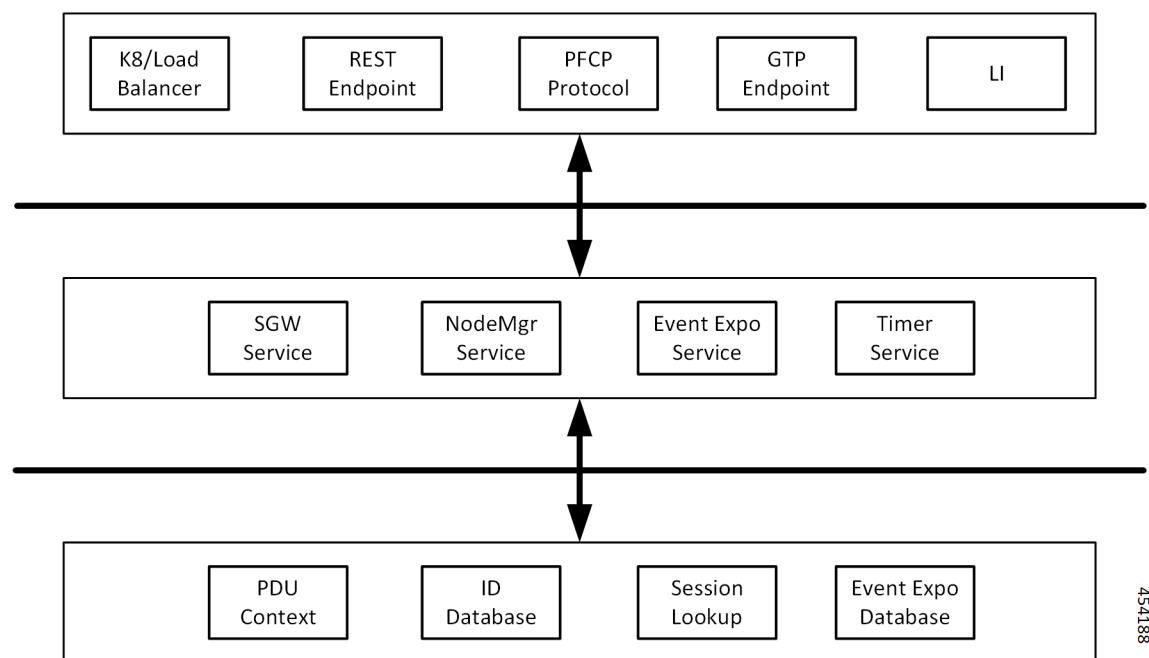 K8/Load
Balancer
REST
Endpoint
PFCP
Protocol
GTP
Endpoint
LI
SGW
Service
NodeMgr
Service
Event Expo
Service
Timer
Service
PDU
Context
ID
Database
Session
Lookup
Event Expo
Database
454188